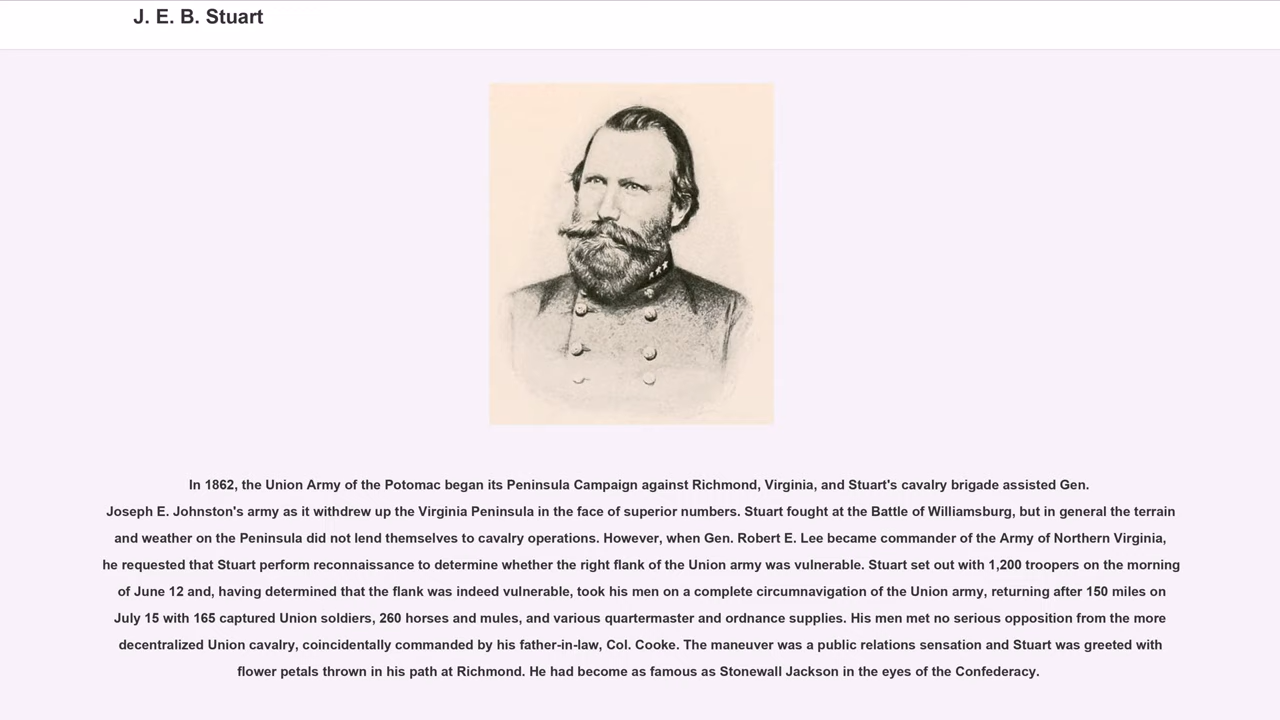 J. E. B. Stuart
In 1862, the Union Army of the Potomac began its Peninsula Campaign against Richmond, Virginia, and Stuart's cavalry brigade assisted Gen.
Joseph E. Johnston's army as it withdrew up the Virginia Peninsula in the face of superior numbers. Stuart fought at the Battle of Williamsburg, but in general the terrain
and weather on the Peninsula did not lend themselves to cavalry operations. However, when Gen. Robert E. Lee became commander of the Army of Northern Virginia,
he requested that Stuart perform reconnaissance to determine whether the right flank of the Union army was vulnerable. Stuart set out with 1,200 troopers on the morning
of June 12 and, having determined that the flank was indeed vulnerable, took his men on a complete circumnavigation of the Union army, returning after 150 miles on
July 15 with 165 captured Union soldiers, 260 horses and mules, and various quartermaster and ordnance supplies. His men met no serious opposition from the more
decentralized Union cavalry, coincidentally commanded by his father-in-law, Col. Cooke. The maneuver was a public relations sensation and Stuart was greeted with
flower petals thrown in his path at Richmond. He had become as famous as Stonewall Jackson in the eyes of the Confederacy.